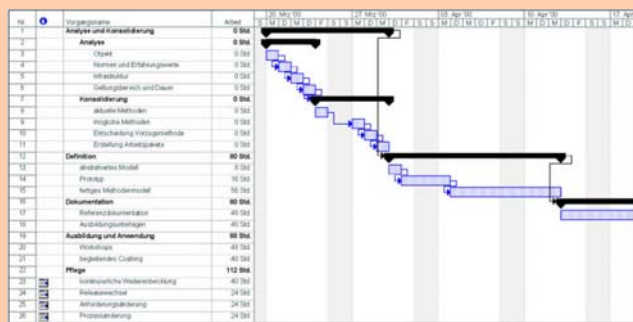 Nr Vorgangsname Arbeit 20. Mrz '00 27. Mrz '00 03. Apr '00 10. Apr '00 17. Apr
S M D M D F S S M D M D F S S M D M D F S S M D M D F S S M D
1 Analyse und Konsolidierung 0 Std.
2 Analyse 0 Std.
3 Objekt 0 Std.
4 Normen und Erfahrungswerte 0 Std.
5 Infrastruktur 0 Std.
6 Geltungsbereich und Dauer 0 Std.
7 Konsolidierung 0 Std.
8 aktuelle Methoden 0 Std.
9 mögliche Methoden 0 Std.
10 Entscheidung Vorzugsmethode 0 Std.
11 Erstellung Arbeitspakete 0 Std.
12 Definition 80 Std.
13 abstrahiertes Modell 8 Std.
14 Prototyp 16 Std.
15 fertiges Methodenmodell 56 Std.
16 Dokumentation 80 Std.
17 Referenzdokumentation 40 Std.
18 Ausbildungsunterlagen 40 Std.
19 Ausbildung und Anwendung 88 Std.
20 Workshops 48 Std.
21 begleitendes Coaching 40 Std.
22 Pflege 112 Std.
23 kontinuierliche Weiterentwicklung 40 Std.
24 Releasewechsel 24 Std.
25 Anforderungsänderung 24 Std.
26 Prozessänderung 24 Std.